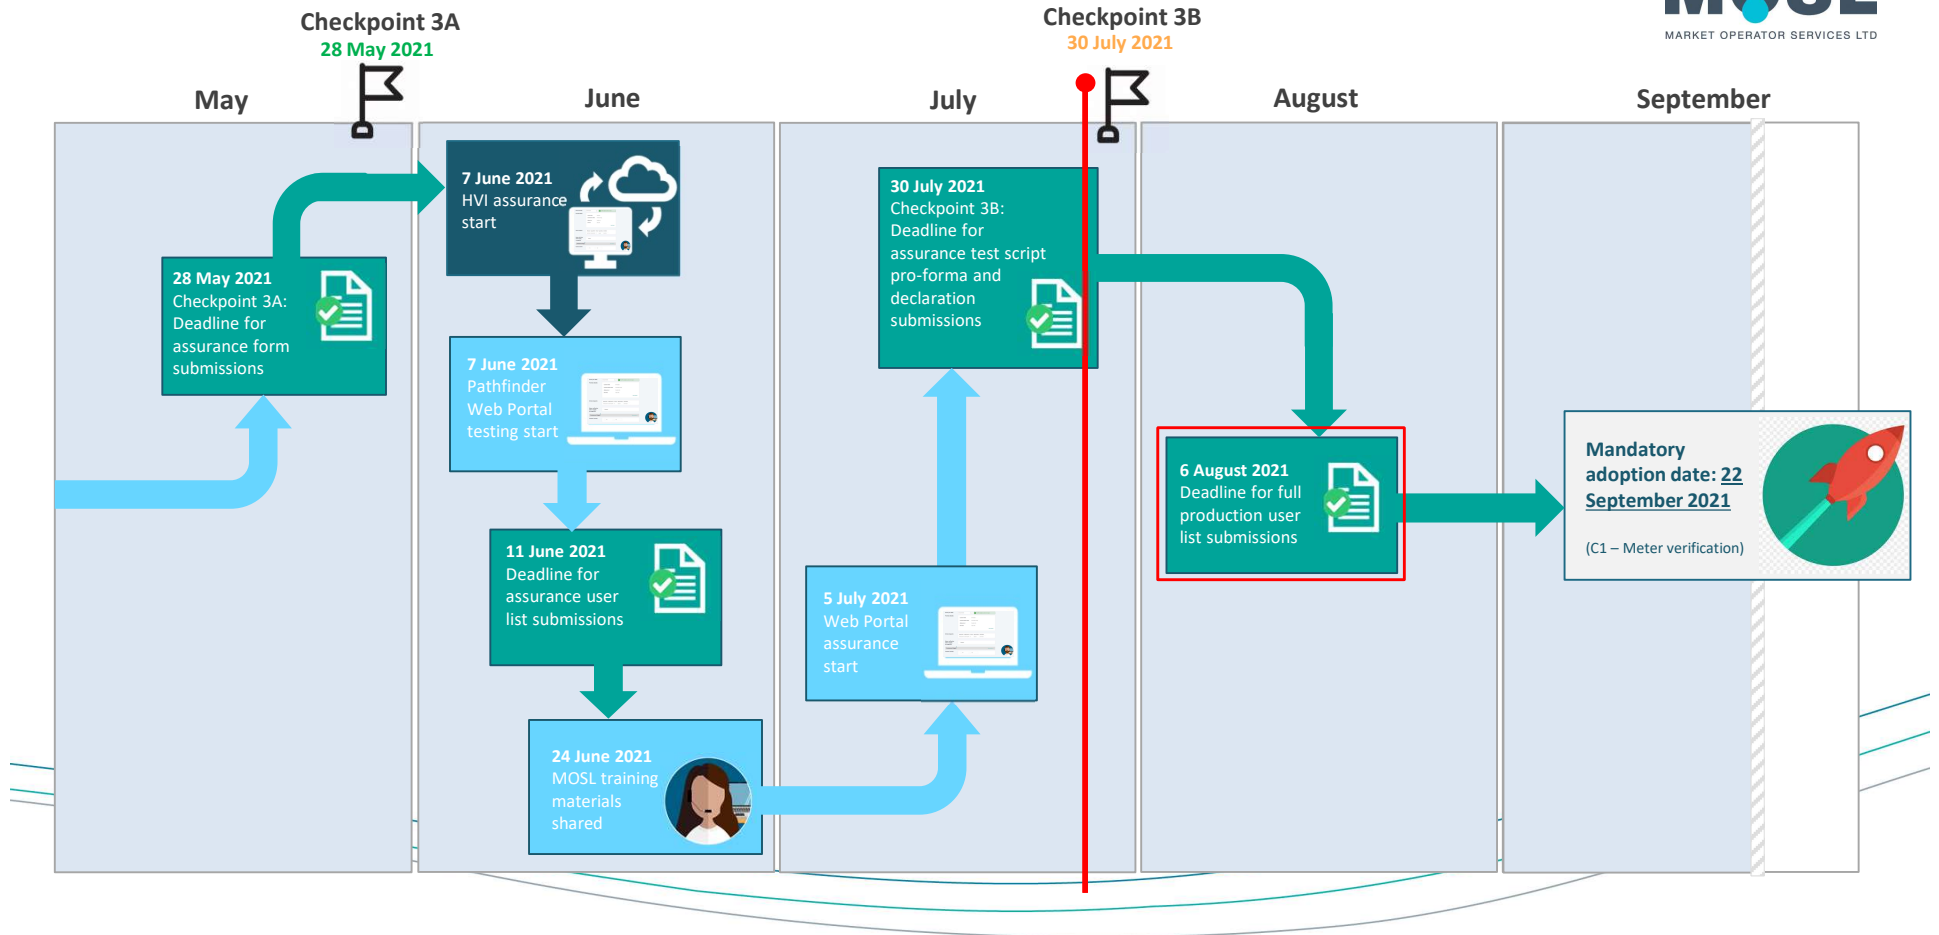 Checkpoint 3A
28 May 2021
Checkpoint 3B
30 July 2021
MOSL
MARKET OPERATOR SERVICES LTD
May
June
July
August
September
28 May 2021
Checkpoint 3A:
Deadline for
assurance form
submissions
7 June 2021
HVI assurance
start
7 June 2021
Pathfinder
Web Portal
testing start
11 June 2021
Deadline for
assurance user
list submissions
24 June 2021
MOSL training
materials
shared
5 July 2021
Web Portal
assurance
start
30 July 2021
Checkpoint 3B:
Deadline for
assurance test script
pro-forma and
declaration
submissions
6 August 2021
Deadline for full
production user
list submissions
Mandatory
adoption date: 22
September 2021
(C1 – Meter verification)